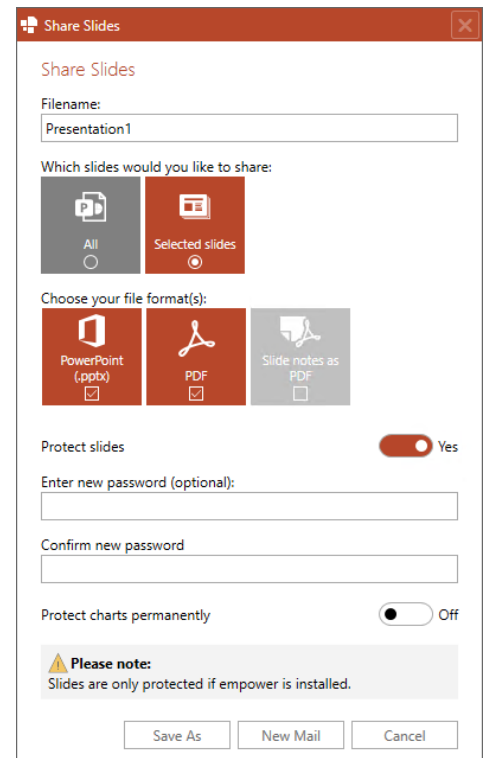 Share Slides
Share Slides
Filename:
Presentation1
Which slides would you like to share:
All
Selected slides
Choose your file format(s):
PowerPoint
(.pptx)
PDF
Slide notes as
PDF
Protect slides
Yes
Enter new password (optional):
Confirm new password
Protect charts permanently
Off
Please note:
Slides are only protected if empower is installed.
Save As
New Mail
Cancel